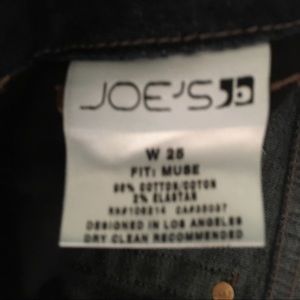 JOE'S
W 25
FIT: MUSE
98% COTTON/COTON
2% ELASTAN
DESIGNED IN LOS ANGELES
DRY CLEAN RECOMMENDED